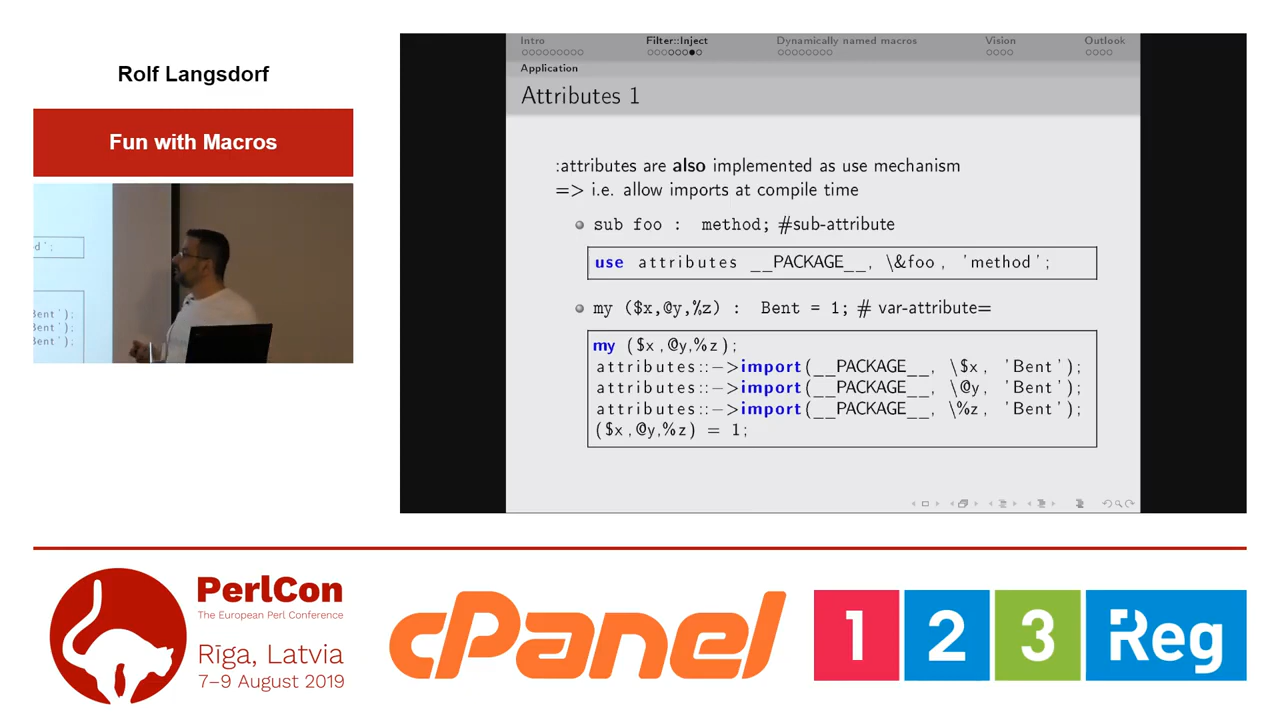 Rolf Langsdorf
Fun with Macros
d';
Bent');
Bent');
Bent');
Intro
Filter::Inject
Dynamically named macros
Vision
Outlook
Application
Attributes 1
:attributes are also implemented as use mechanism
=> i.e. allow imports at compile time
sub foo : method; #sub-attribute
use attributes __PACKAGE__, \&foo, 'method';
my ($x,@y,%z) : Bent = 1; # var-attribute=
my ($x,@y,%z);
attributes::->import(__PACKAGE__, \$x, 'Bent');
attributes::->import(__PACKAGE__, \@y, 'Bent');
attributes::->import(__PACKAGE__, \%z, 'Bent');
($x,@y,%z) = 1;
PerlCon
The European Perl Conference
Rīga, Latvia
7–9 August 2019
cPanel
1 2 3 Reg